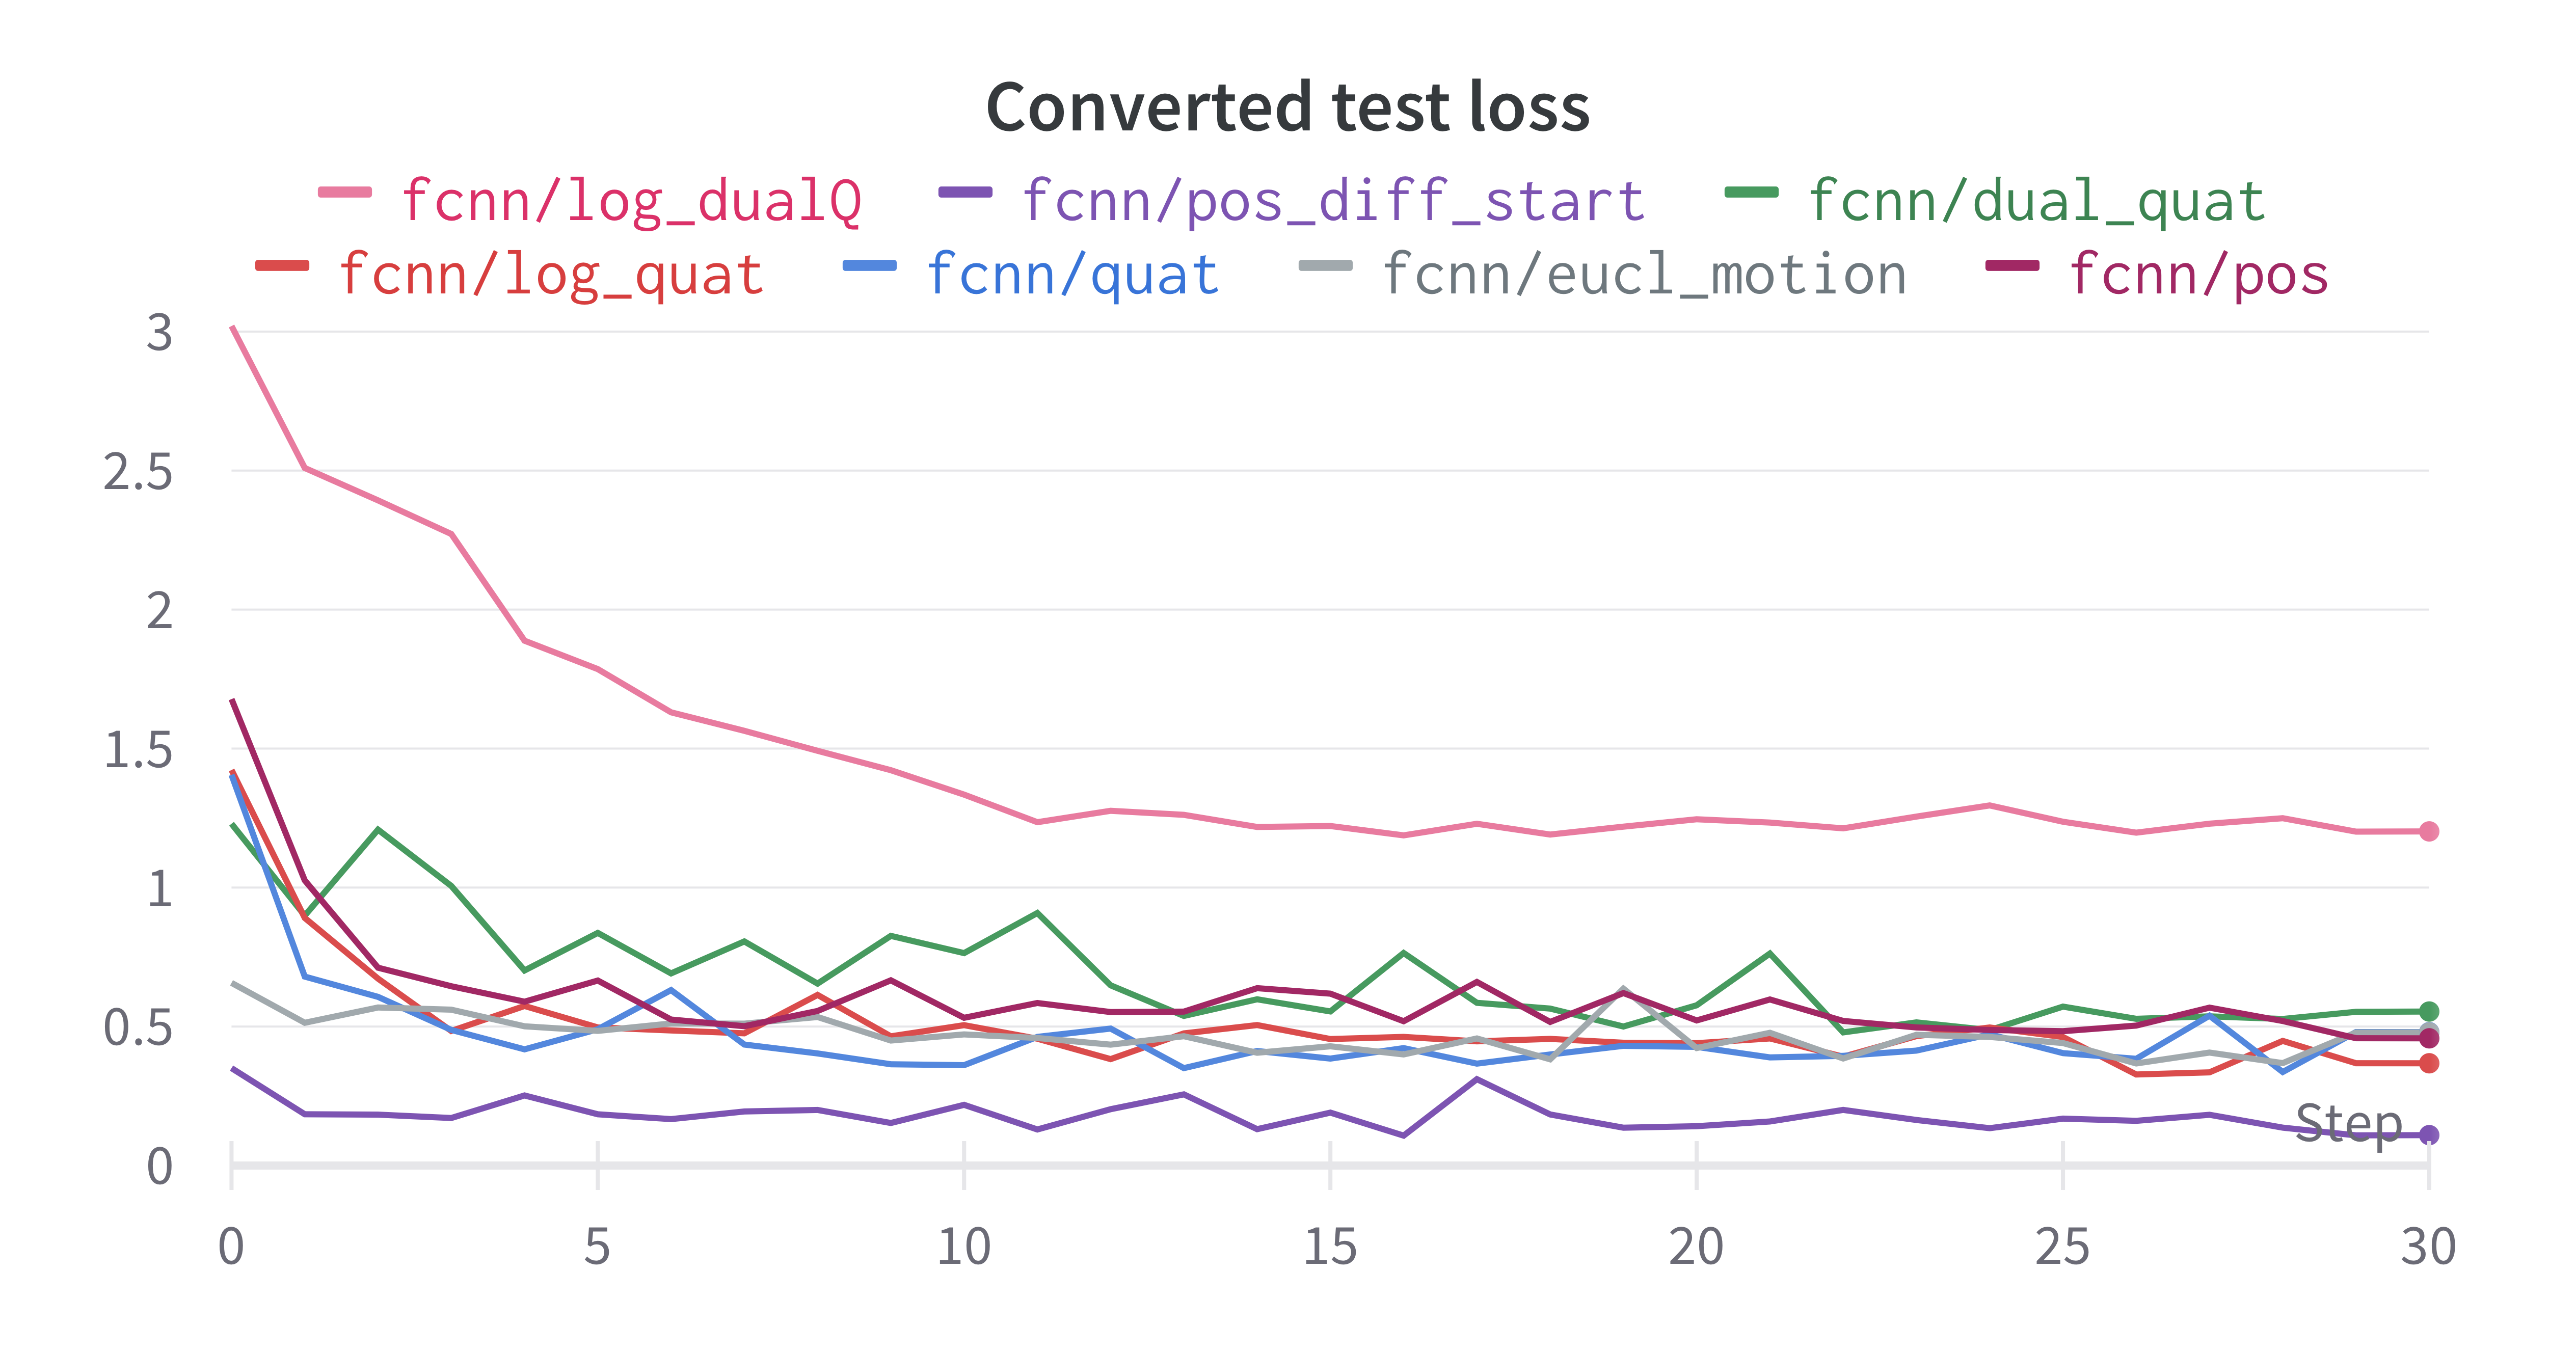 Converted test loss
fcnn/log_dualQ fcnn/pos_diff_start fcnn/dual_quat
fcnn/log_quat fcnn/quat fcnn/eucl_motion fcnn/pos
3
2.5
2
1.5
1
0.5
Step
0
0 5 10 15 20 25 30